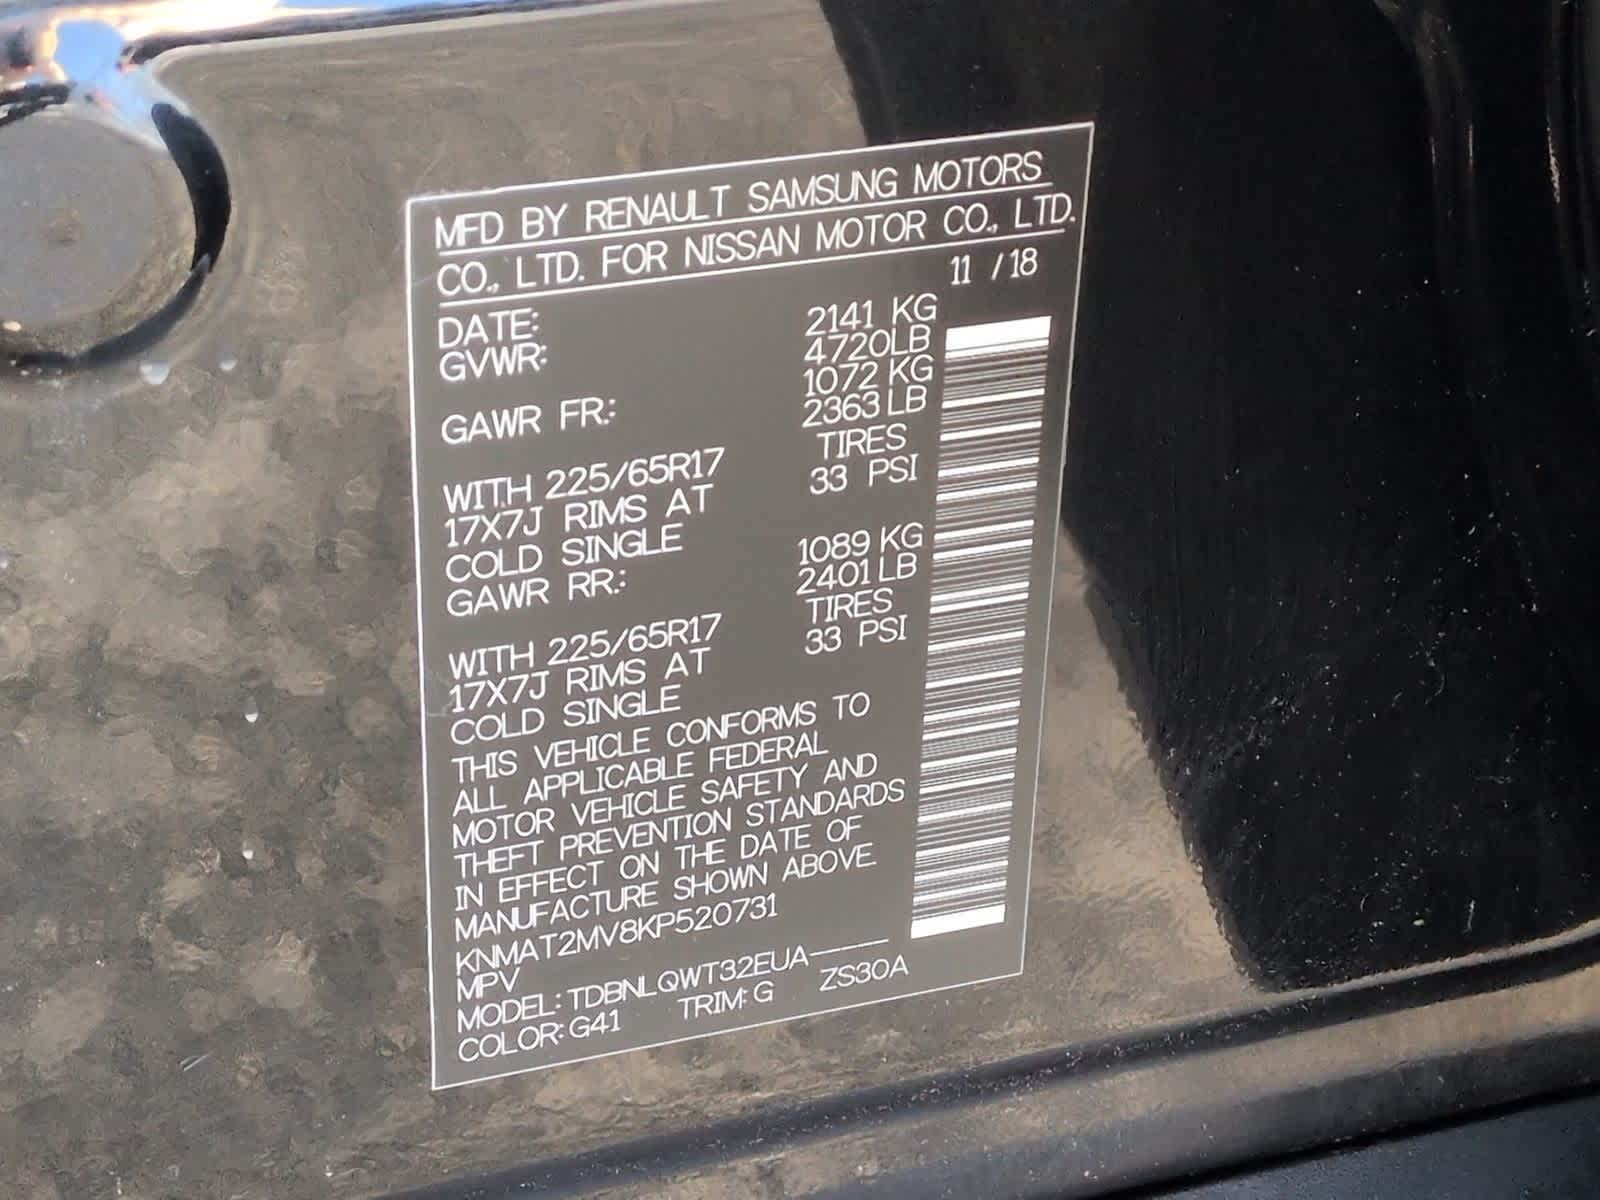 MFD BY RENAULT SAMSUNG MOTORS
CO., LTD. FOR NISSAN MOTOR CO., LTD.
DATE: 11 / 18
GVWR: 2141 KG
4720LB
GAWR FR.: 1072 KG
2363 LB
WITH 225/65R17 TIRES
17X7J RIMS AT 33 PSI
COLD SINGLE
GAWR RR.: 1089 KG
2401 LB
WITH 225/65R17 TIRES
17X7J RIMS AT 33 PSI
COLD SINGLE
THIS VEHICLE CONFORMS TO
ALL APPLICABLE FEDERAL
MOTOR VEHICLE SAFETY AND
THEFT PREVENTION STANDARDS
IN EFFECT ON THE DATE OF
MANUFACTURE SHOWN ABOVE.
KNMAT2MV8KP520731
MPV
MODEL: TDBNLQWT32EUA-----
COLOR: G41 TRIM: G ZS30A